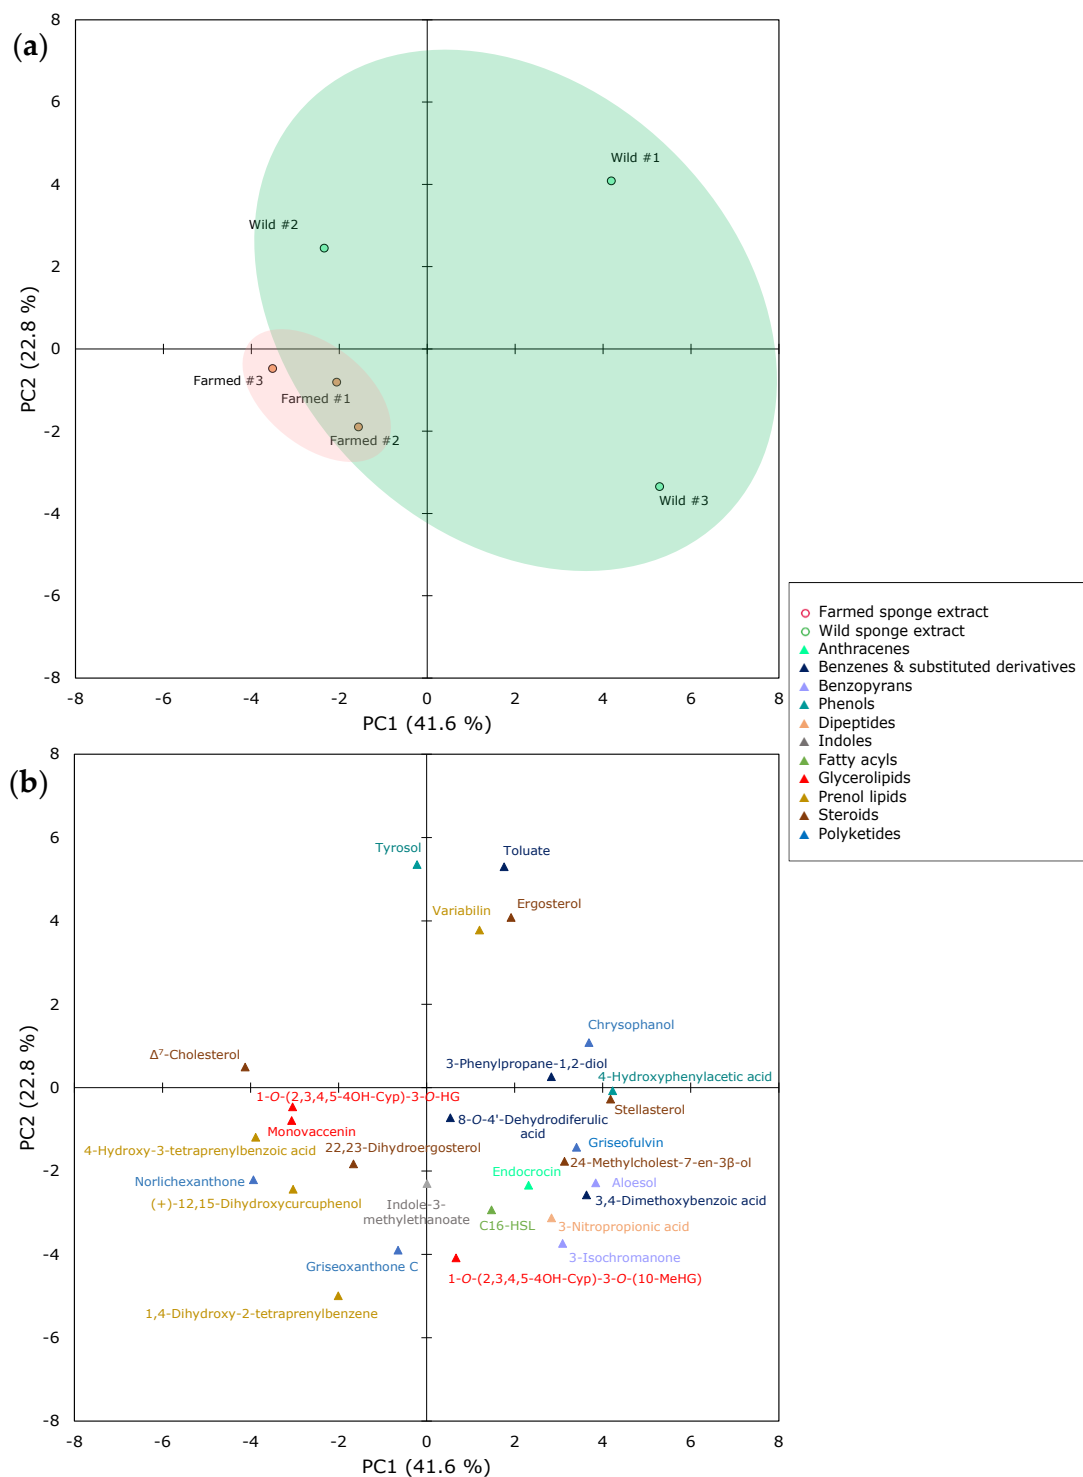 (a)
8
6
4
2
0
-2
-4
-6
-8
-8
-6
-4
-2
0
2
4
6
8
PC2 (22.8 %)
PC1 (41.6 %)
Wild #1
Wild #2
Farmed #3
Farmed #1
Farmed #2
Wild #3
Farmed sponge extract
Wild sponge extract
Anthracenes
Benzenes & substituted derivatives
Benzopyrans
Phenols
Dipeptides
Indoles
Fatty acyls
Glycerolipids
Prenol lipids
Steroids
Polyketides
(b)
8
6
4
2
0
-2
-4
-6
-8
-8
-6
-4
-2
0
2
4
6
8
PC2 (22.8 %)
PC1 (41.6 %)
Tyrosol
Toluate
Ergosterol
Variabilin
Chrysophanol
Δ⁷-Cholesterol
3-Phenylpropane-1,2-diol
4-Hydroxyphenylacetic acid
1-O-(2,3,4,5-4OH-Cyp)-3-O-HG
Stellasterol
Monovaccenin
8-O-4'-Dehydrodiferulic
acid
4-Hydroxy-3-tetraprenylbenzoic acid
22,23-Dihydroergosterol
Griseofulvin
24-Methylcholest-7-en-3β-ol
Norlichexanthone
Endocrocin
Aloesol
(+)-12,15-Dihydroxycurcuphenol
Indole-3-
methylethanoate
3,4-Dimethoxybenzoic acid
C16-HSL
3-Nitropropionic acid
Griseoxanthone C
3-Isochromanone
1-O-(2,3,4,5-4OH-Cyp)-3-O-(10-MeHG)
1,4-Dihydroxy-2-tetraprenylbenzene